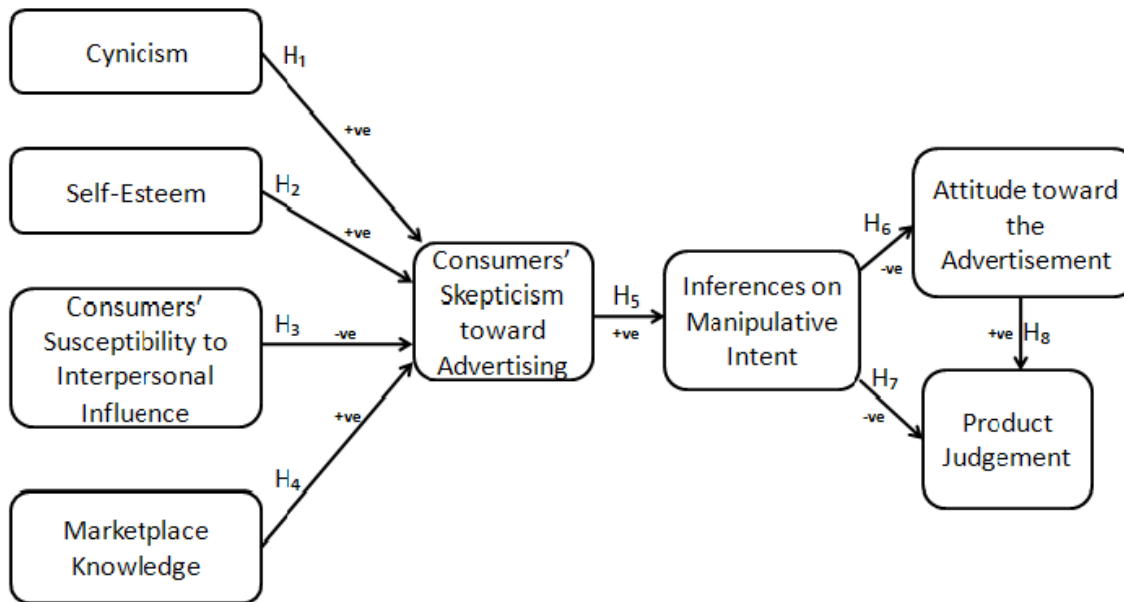 Cynicism
H₁
+ve
Self-Esteem
H₂
+ve
Consumers’
Susceptibility to
Interpersonal
Influence
H₃
-ve
Marketplace
Knowledge
H₄
+ve
Consumers’
Skepticism
toward
Advertising
H₅
+ve
Inferences on
Manipulative
Intent
H₆
-ve
Attitude toward
the
Advertisement
H₇
-ve
+ve H₈
Product
Judgement